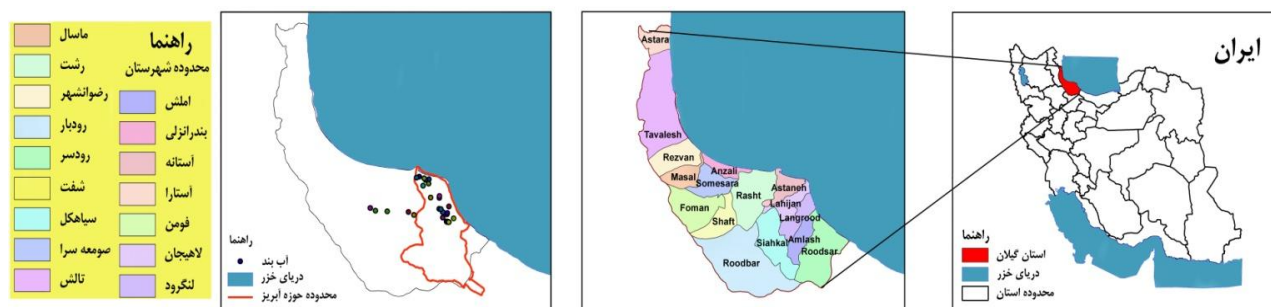 راهنما
محدوده شهرستان
ماسال
رشت
رضوانشهر
رودبار
رودسر
شفت
سیاهکل
صومعه سرا
تالش
املش
بندرانزلی
آستانه
آستارا
فومن
لاهیجان
لنگرود
راهنما
آب بند
دریای خزر
محدوده حوزه آبریز
Astara
Tavalesh
Rezvan
Masal
Anzali
Somesara
Rasht
Astaneh
Foman
Lahijan
Shaft
Langrood
Siahkal
Amlash
Roodsar
Roodbar
ایران
راهنما
استان گیلان
دریای خزر
محدوده استان